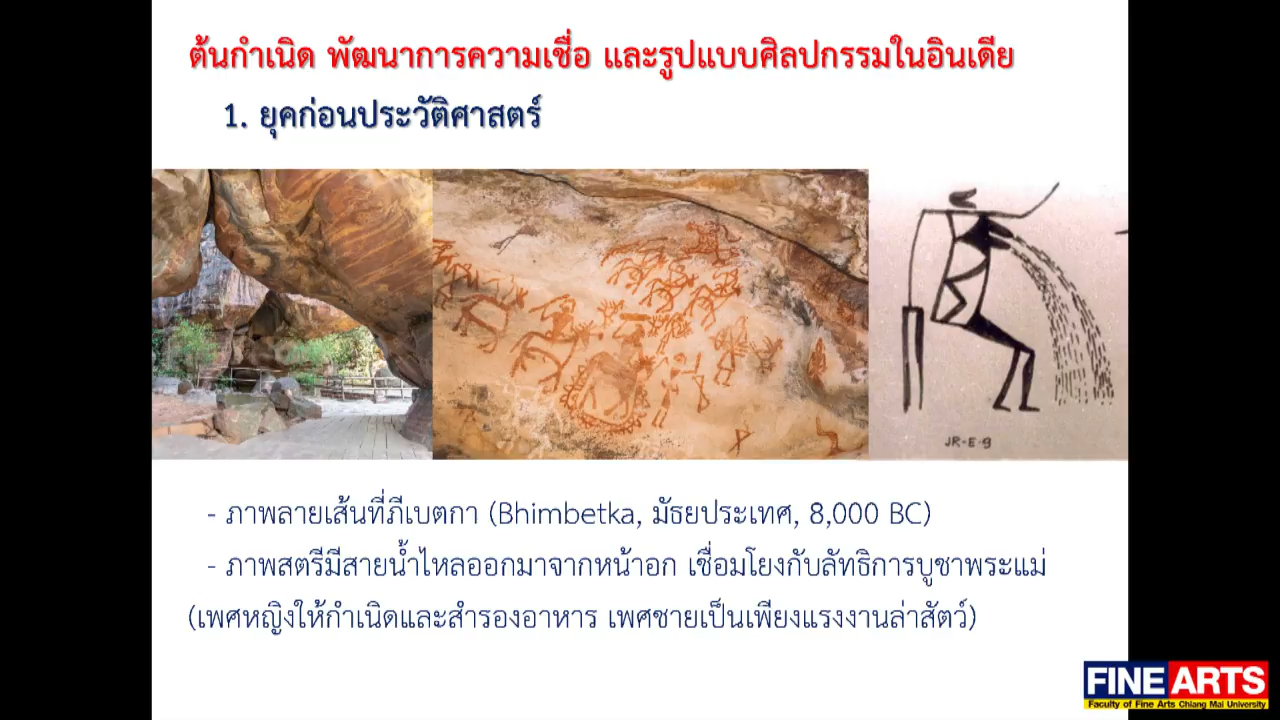 ต้นกำเนิด พัฒนาการความเชื่อ และรูปแบบศิลปกรรมในอินเดีย
1. ยุคก่อนประวัติศาสตร์
JR-E-9
- ภาพลายเส้นที่ภีเบตกา (Bhimbetka, มัธยประเทศ, 8,000 BC)
- ภาพสตรีมีสายน้ำไหลออกมาจากหน้าอก เชื่อมโยงกับลัทธิการบูชาพระแม่
(เพศหญิงให้กำเนิดและสำรองอาหาร เพศชายเป็นเพียงแรงงานล่าสัตว์)
FINE ARTS
Faculty of Fine Arts Chiang Mai University